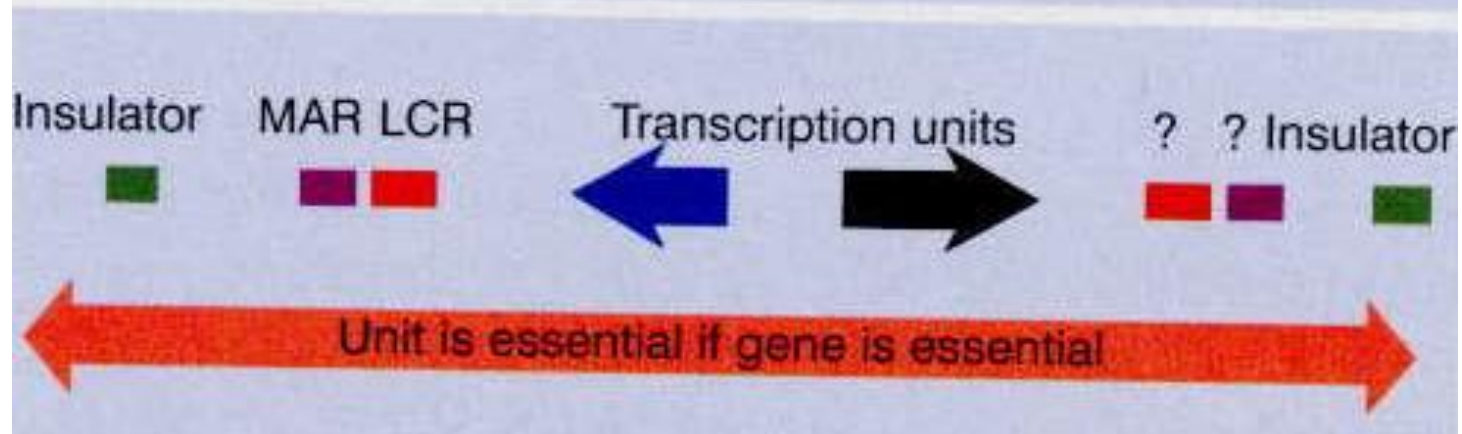 Insulator MAR LCR Transcription units ? ? Insulator
Unit is essential if gene is essential